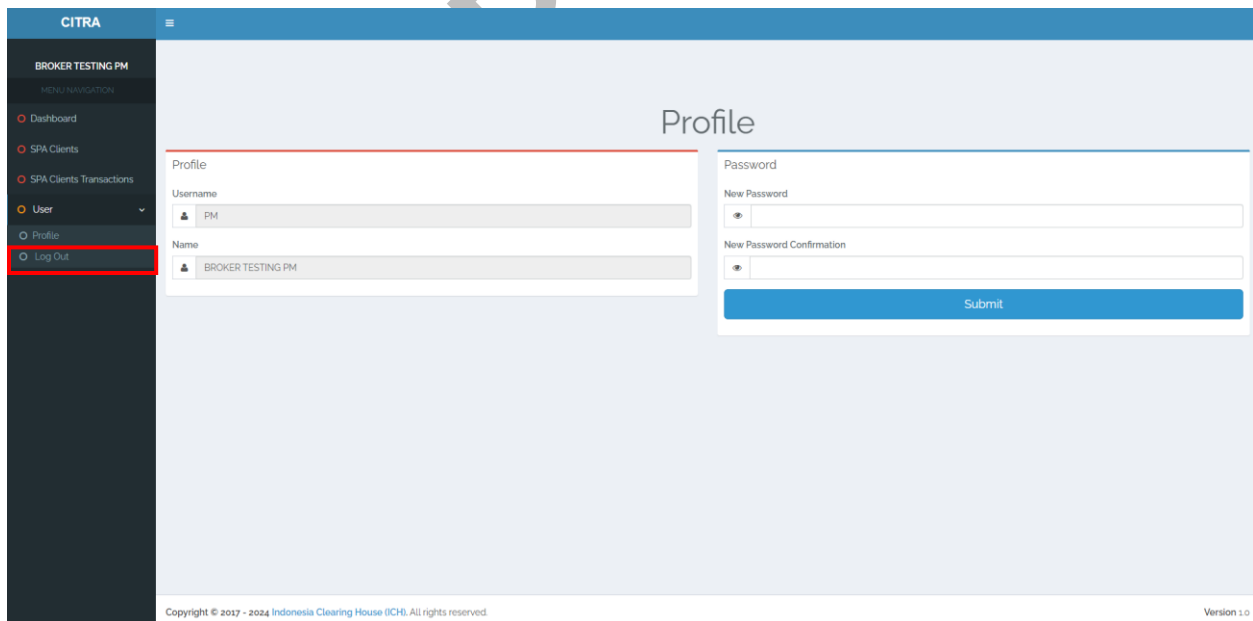 CITRA
BROKER TESTING PM
MENU NAVIGATION
Dashboard
SPA Clients
SPA Clients Transactions
User
Profile
Log Out
Profile
Profile
Username
PM
Name
BROKER TESTING PM
Password
New Password
New Password Confirmation
Submit
Copyright © 2017 - 2024 Indonesia Clearing House (ICH). All rights reserved.
Version 1.0